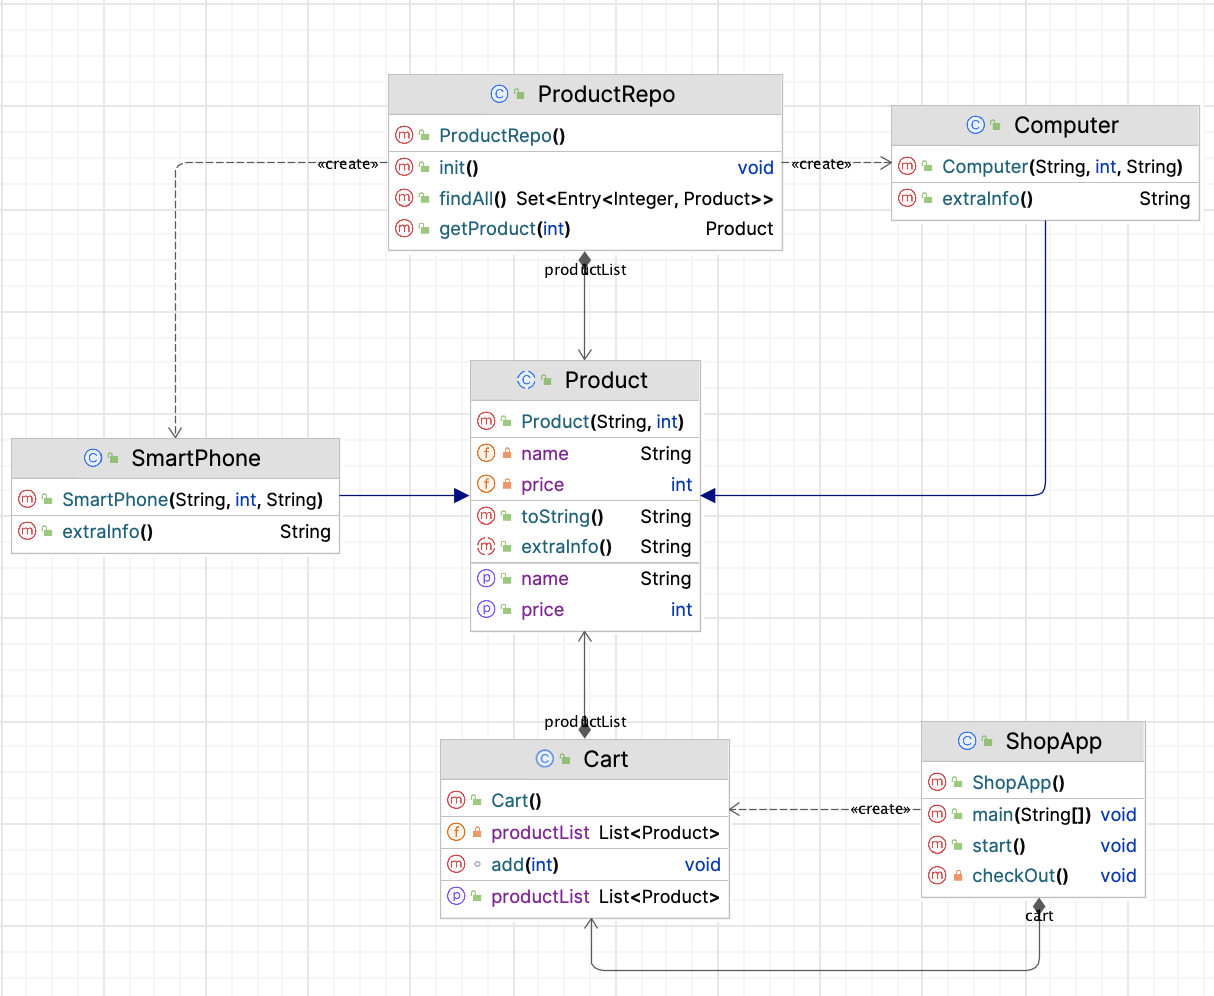 ProductRepo
ProductRepo()
init() void
findAll() Set<Entry<Integer, Product>>
getProduct(int) Product
«create»
«create»
Computer
Computer(String, int, String)
extraInfo() String
productList
1
Product
Product(String, int)
name String
price int
toString() String
extraInfo() String
name String
price int
SmartPhone
SmartPhone(String, int, String)
extraInfo() String
productList
1
Cart
Cart()
productList List<Product>
add(int) void
productList List<Product>
«create»
ShopApp
ShopApp()
main(String[]) void
start() void
checkOut() void
cart
1